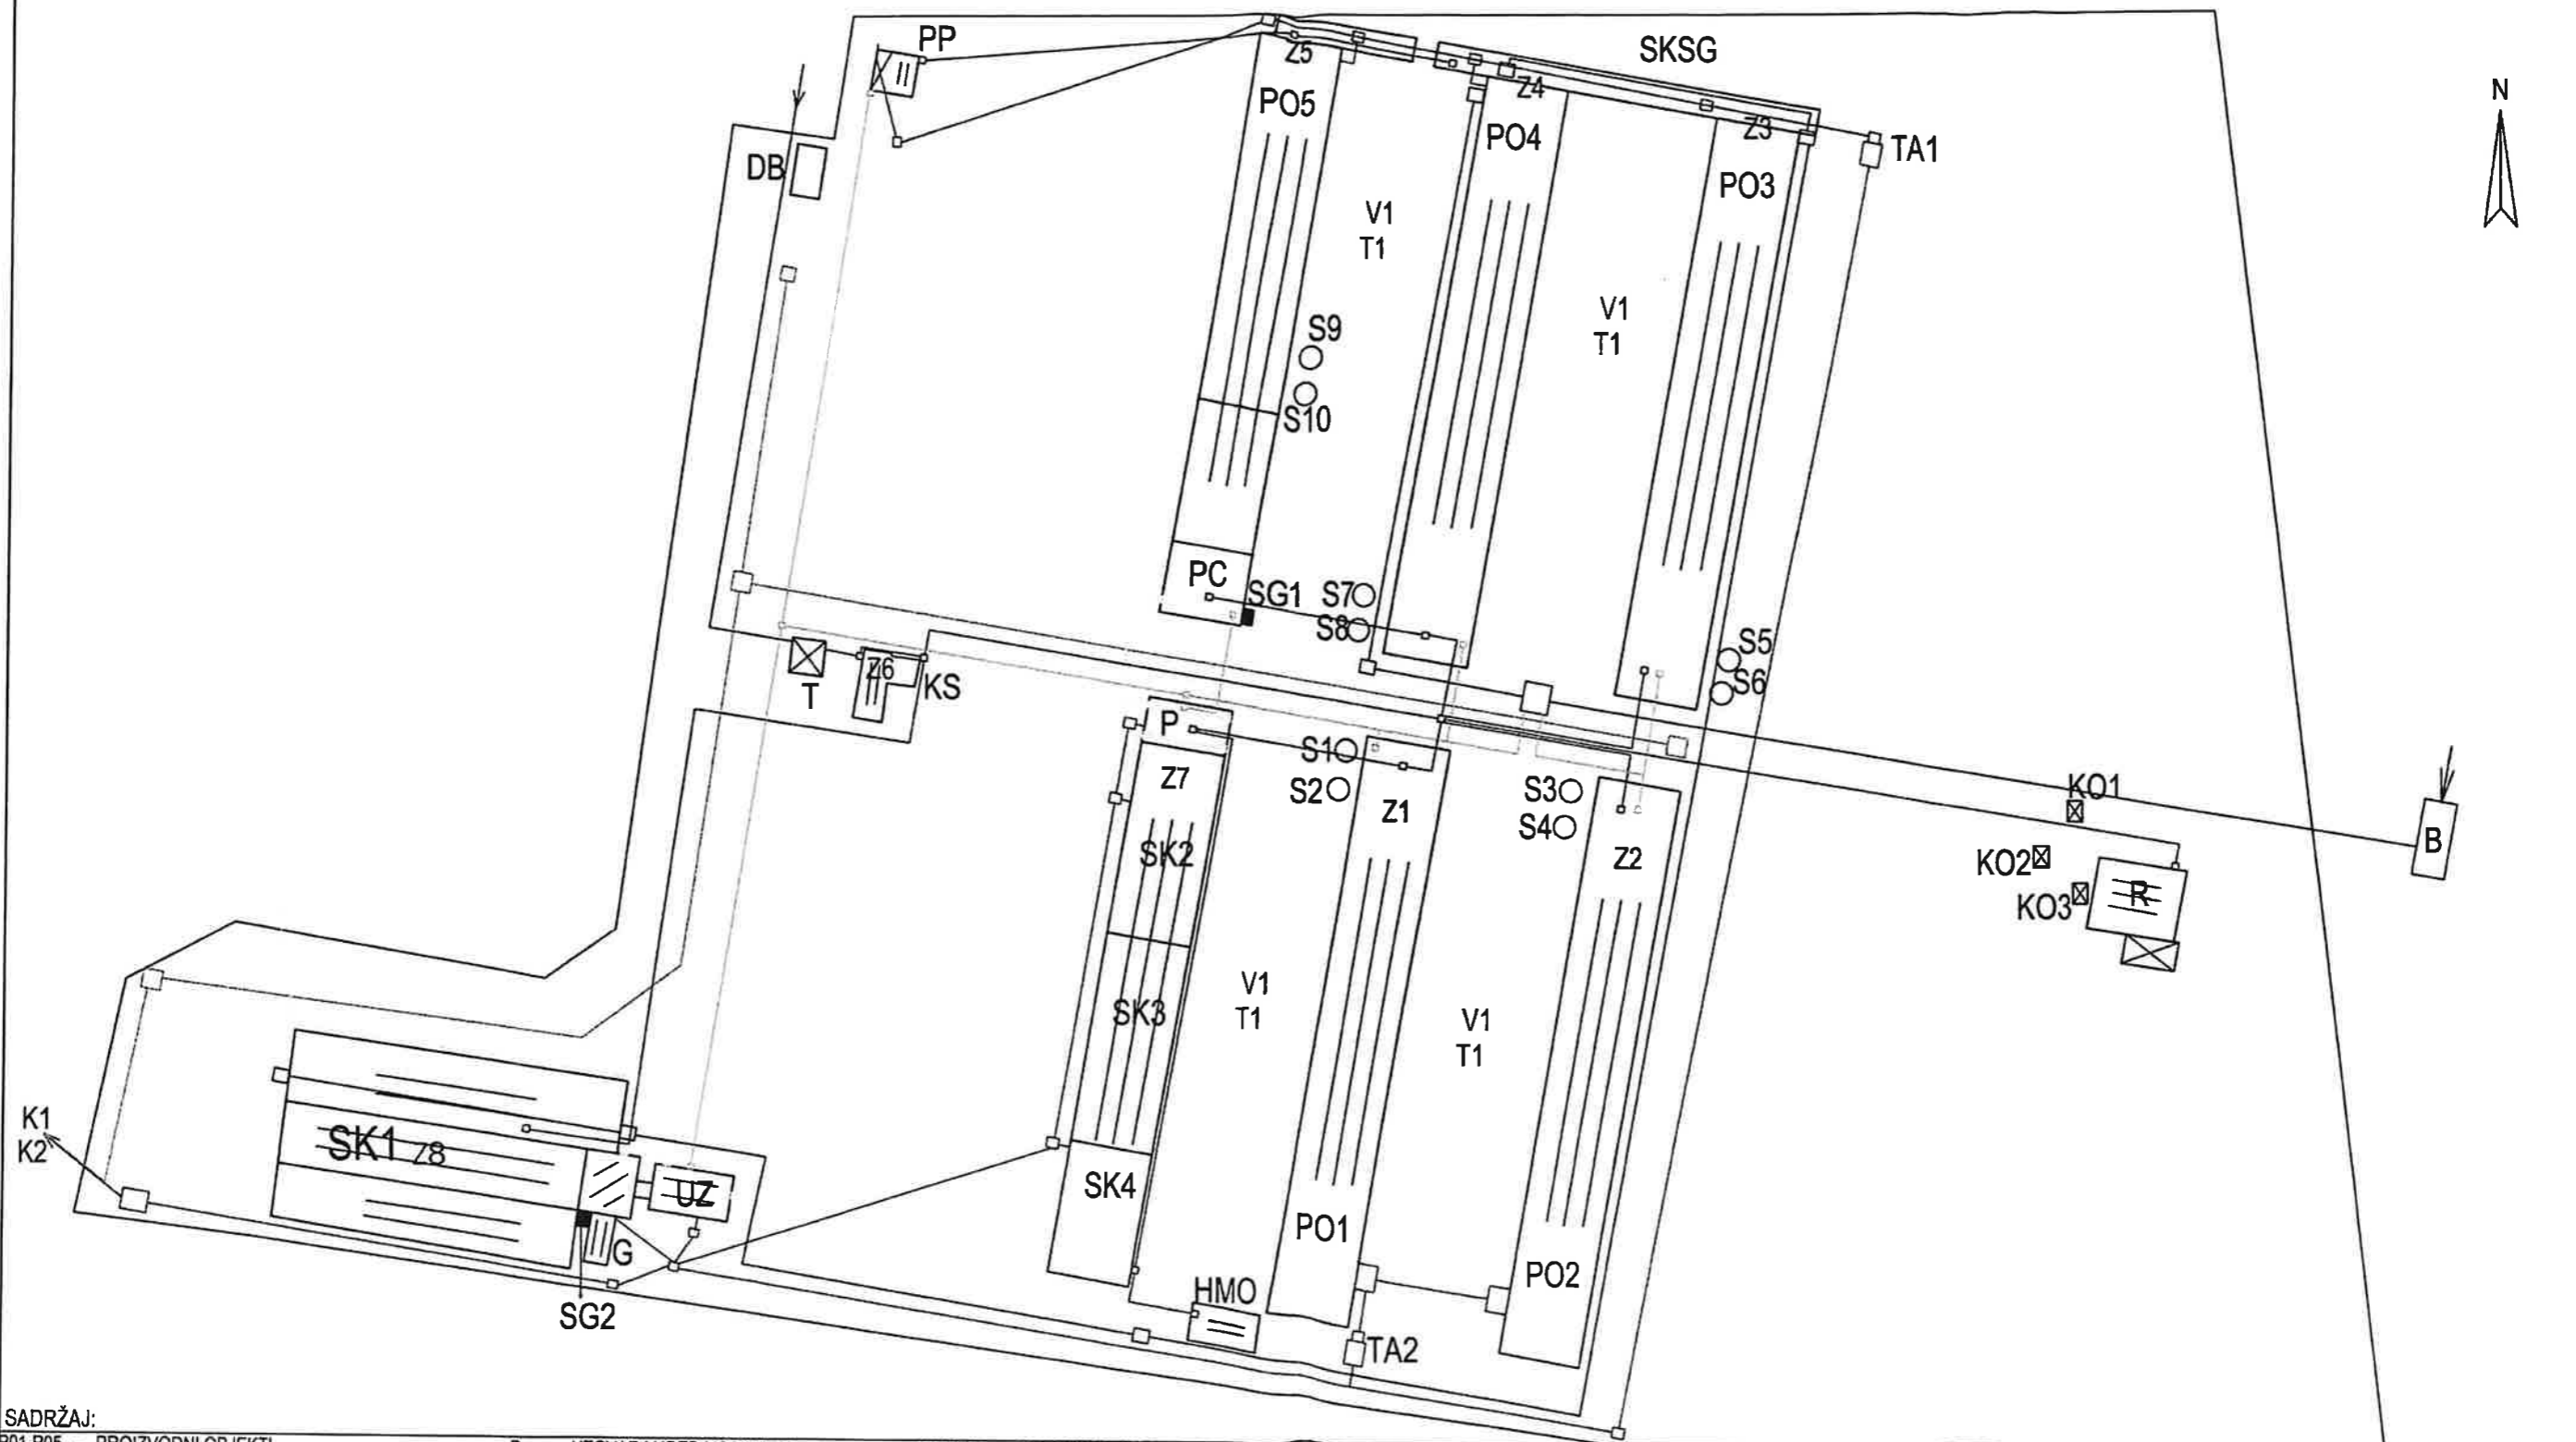 PP
Z5
SKSG
N
Z4
PO5
Z3
PO4
TA1
DB
PO3
V1
T1
V1
T1
S9
S10
PC
SG1
S7
S8
S5
S6
Z6
KS
T
P
S1
Z7
S2
S3
KO1
Z1
S4
B
SK2
Z2
KO2
R
KO3
V1
T1
SK3
V1
T1
K1
K2
SK1 Z8
UZ
SK4
PO1
G
PO2
HMO
SG2
TA2
SADRŽAJ: